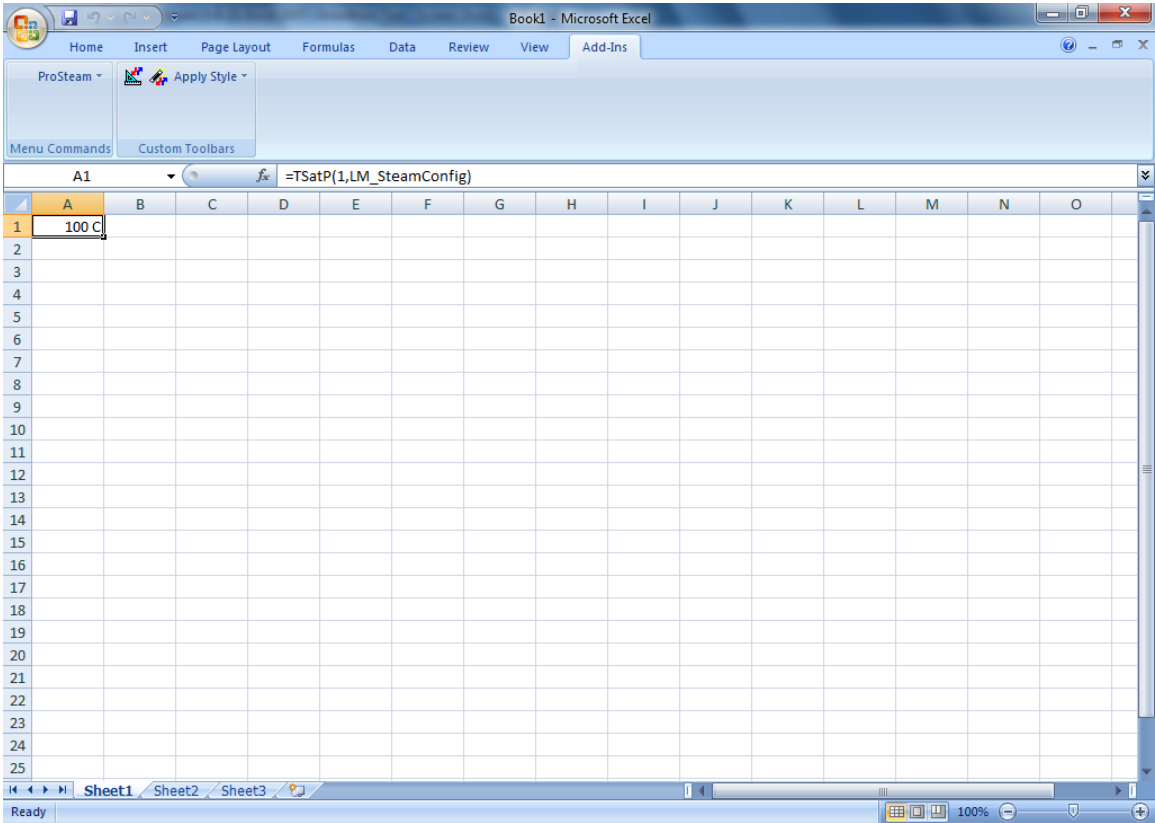 Book1 - Microsoft Excel
Home Insert Page Layout Formulas Data Review View Add-Ins
ProSteam Apply Style
Menu Commands Custom Toolbars
A1 fx =TSatP(1,LM_SteamConfig)
A B C D E F G H I J K L M N O
1 100 C
2
3
4
5
6
7
8
9
10
11
12
13
14
15
16
17
18
19
20
21
22
23
24
25
Sheet1 Sheet2 Sheet3
Ready 100%